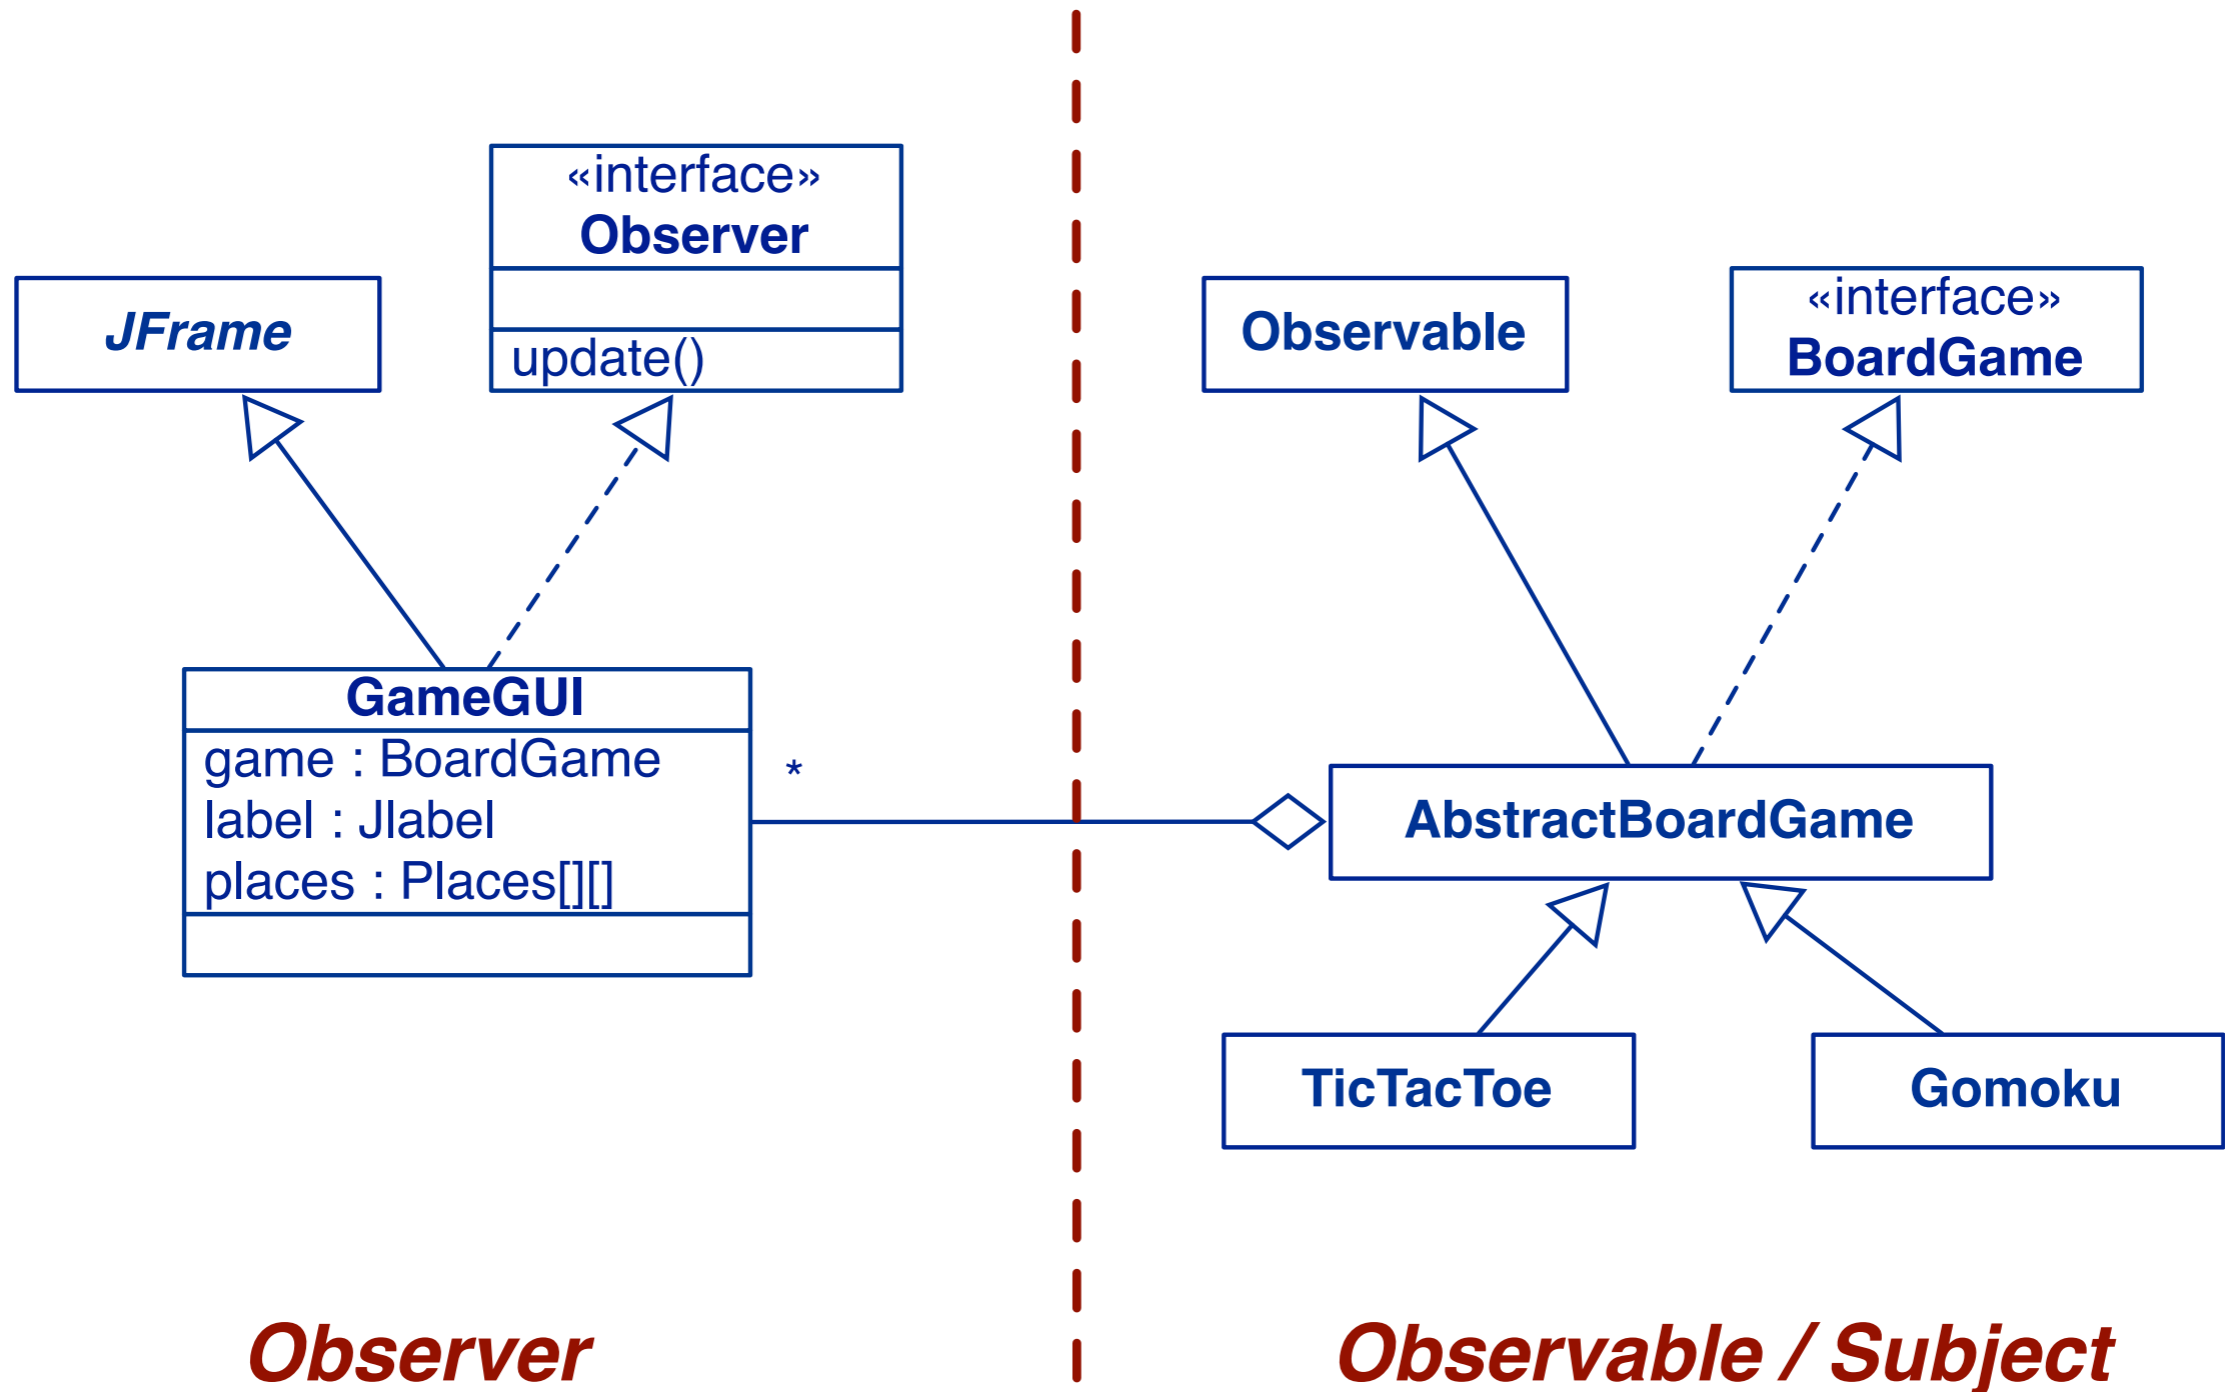 «interface»
Observer
update()
JFrame
GameGUI
game : BoardGame
label : Jlabel
places : Places[][]
*
Observable
«interface»
BoardGame
AbstractBoardGame
TicTacToe
Gomoku
Observer
Observable / Subject